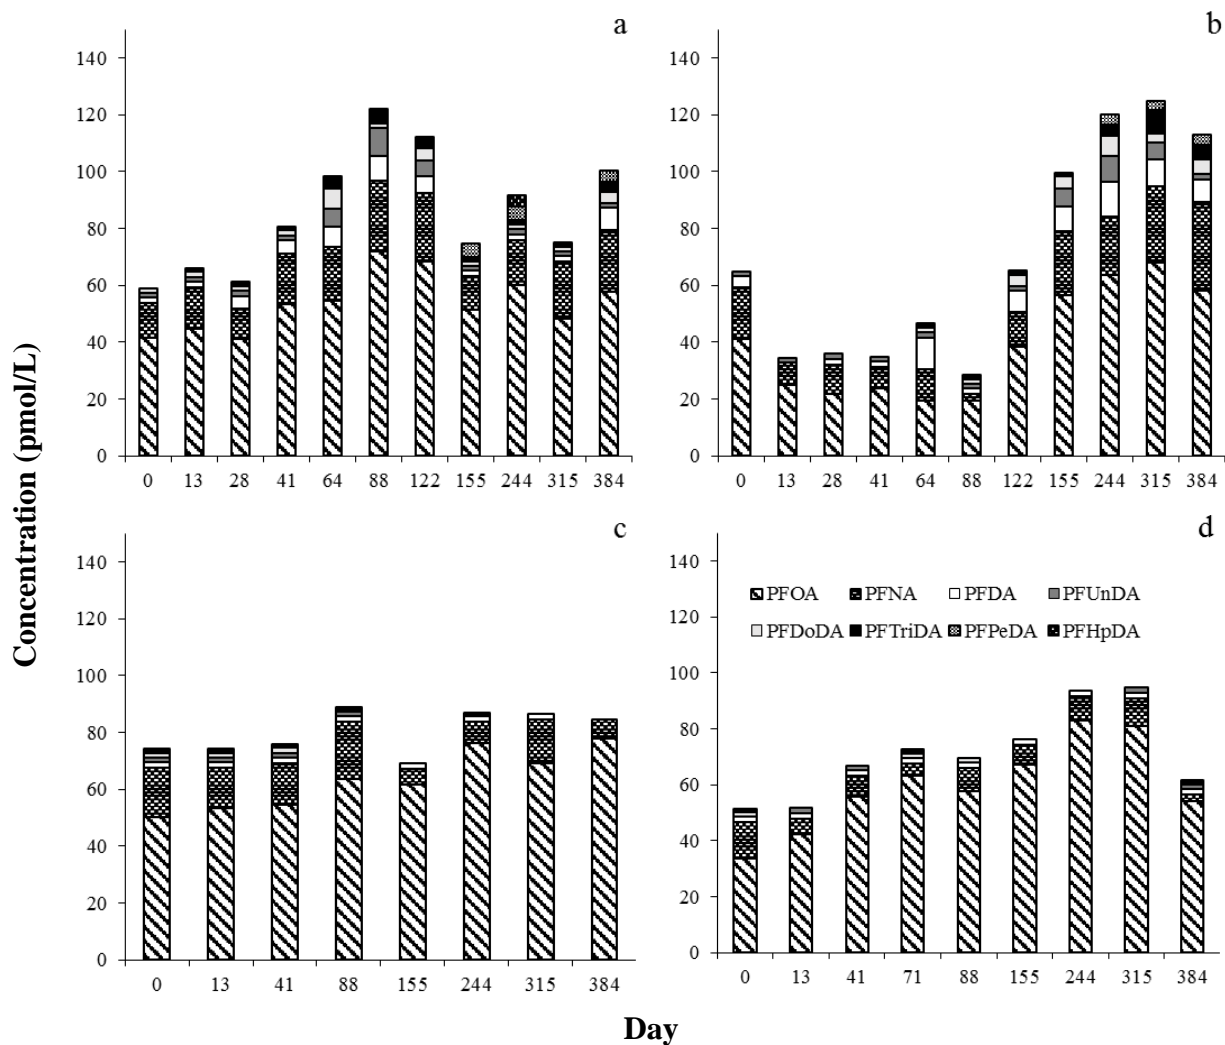 a
140
120
100
80
60
40
20
0
0 13 28 41 64 88 122 155 244 315 384
b
140
120
100
80
60
40
20
0
0 13 28 41 64 88 122 155 244 315 384
Concentration (pmol/L)
c
140
120
100
80
60
40
20
0
0 13 41 88 155 244 315 384
d
140
120
100
80
60
40
20
0
PFOA PFNA PFDA PFUnDA
PFDoDA PFTriDA PFPeDA PFHpDA
0 13 41 71 88 155 244 315 384
Day